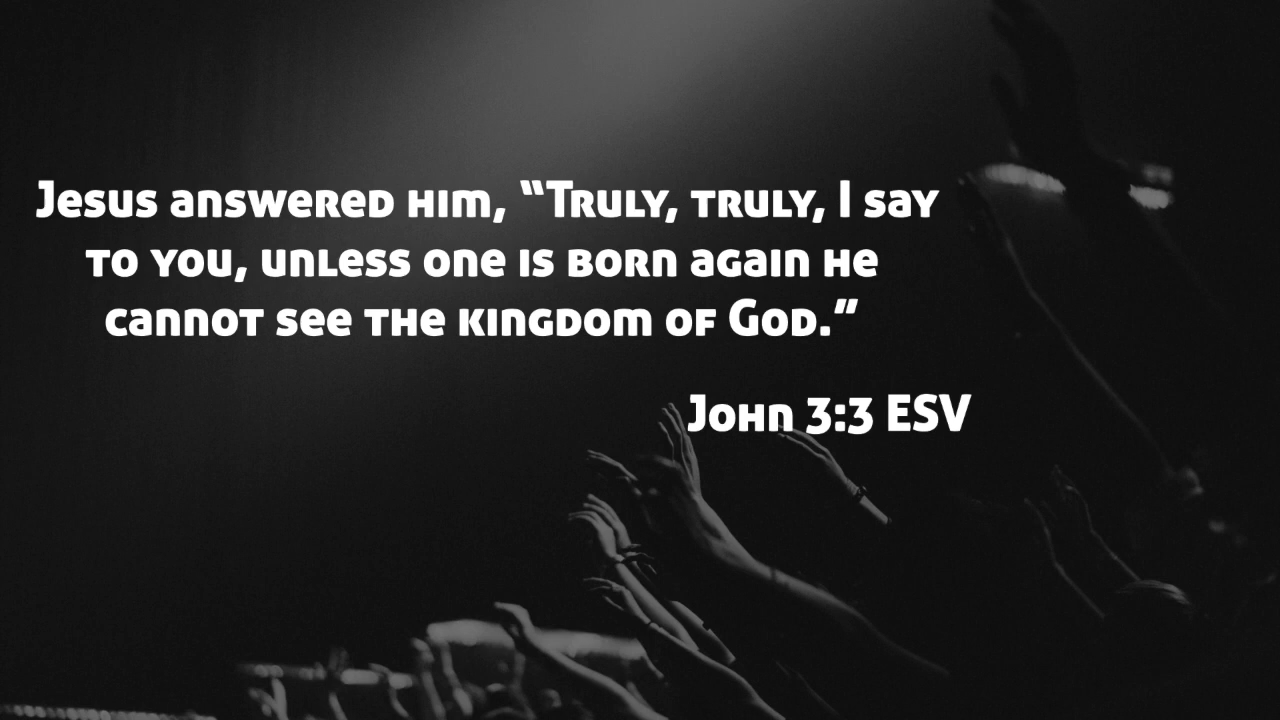 Jesus answered him, “Truly, truly, I say
to you, unless one is born again he
cannot see the kingdom of God.”
John 3:3 ESV